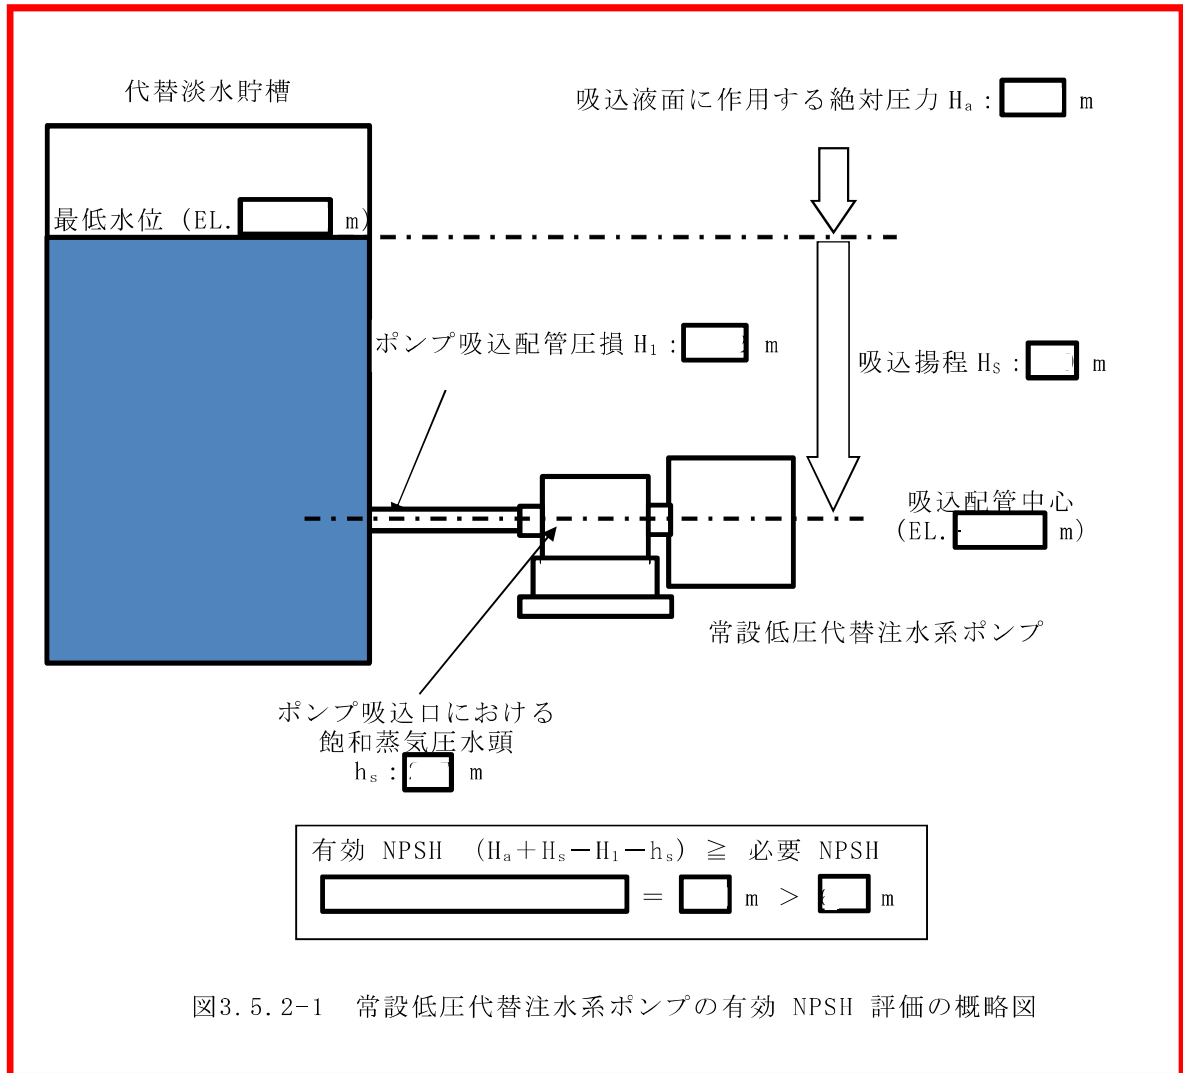 代替淡水貯槽
吸込液面に作用する絶対圧力 Hₐ： m
最低水位 (EL. m)
ポンプ吸込配管圧損 H₁： m
吸込揚程 Hₛ： m
吸込配管中心
(EL.- m)
常設低圧代替注水系ポンプ
ポンプ吸込口における
飽和蒸気圧水頭
hₛ： m
有効 NPSH (Hₐ＋Hₛ－H₁－hₛ) ≧ 必要 NPSH
＝ m ＞ m
図3.5.2-1 常設低圧代替注水系ポンプの有効 NPSH 評価の概略図